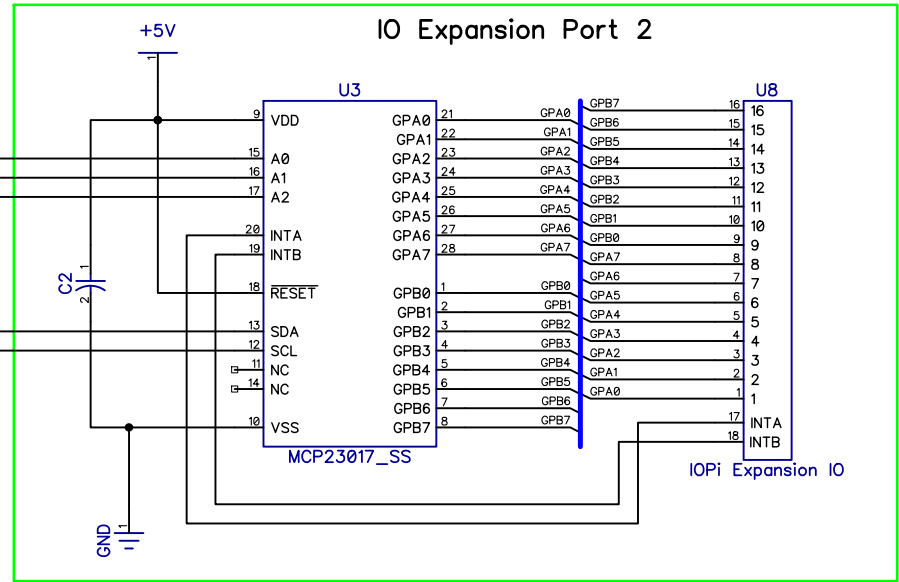 IO Expansion Port 2
+5V
1
U3
U8
9 VDD
15 A0
16 A1
17 A2
20 INTA
19 INTB
18 RESET
13 SDA
12 SCL
11 NC
14 NC
10 VSS
GPA0 21 GPA0
GPA1 22 GPA1
GPA2 23 GPA2
GPA3 24 GPA3
GPA4 25 GPA4
GPA5 26 GPA5
GPA6 27 GPA6
GPA7 28 GPA7
GPB0 1 GPB0
GPB1 2 GPB1
GPB2 3 GPB2
GPB3 4 GPB3
GPB4 5 GPB4
GPB5 6 GPB5
GPB6 7 GPB6
GPB7 8 GPB7
GPB7 16 16
GPB6 15 15
GPB5 14 14
GPB4 13 13
GPB3 12 12
GPB2 11 11
GPB1 10 10
GPB0 9 9
GPA7 8 8
GPA6 7 7
GPA5 6 6
GPA4 5 5
GPA3 4 4
GPA2 3 3
GPA1 2 2
GPA0 1 1
17 INTA
18 INTB
C2
1
2
MCP23017_SS
IOPi Expansion IO
GND
1